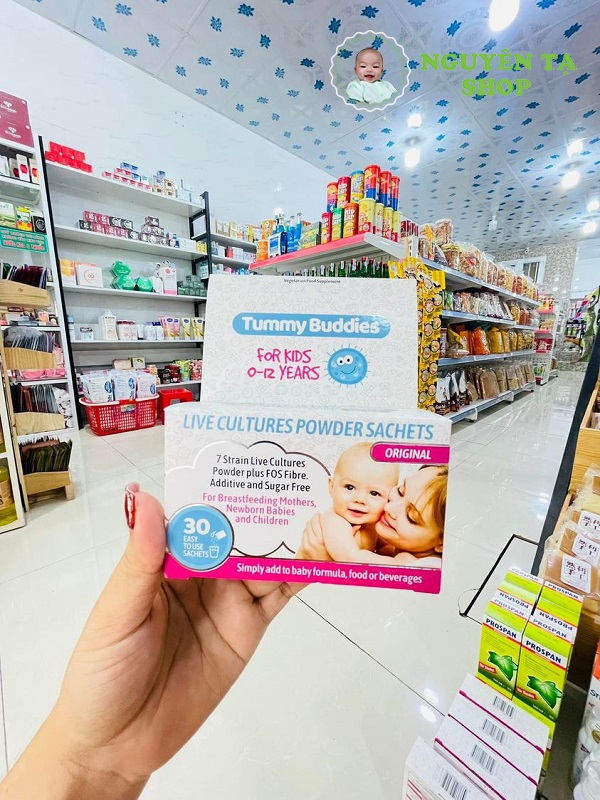 NGUYÊN TẠ
SHOP
Vegetarian Food Supplement
Tummy Buddies
FOR KIDS
0-12 YEARS
LIVE CULTURES POWDER SACHETS
ORIGINAL
7 Strain Live Cultures
Powder plus FOS Fibre.
Additive and Sugar Free
For Breastfeeding Mothers,
Newborn Babies
and Children
30
EASY
TO USE
SACHETS
Simply add to baby formula, food or beverages
PROSPAN
PROSPAN
PROSPAN
PROSPAN